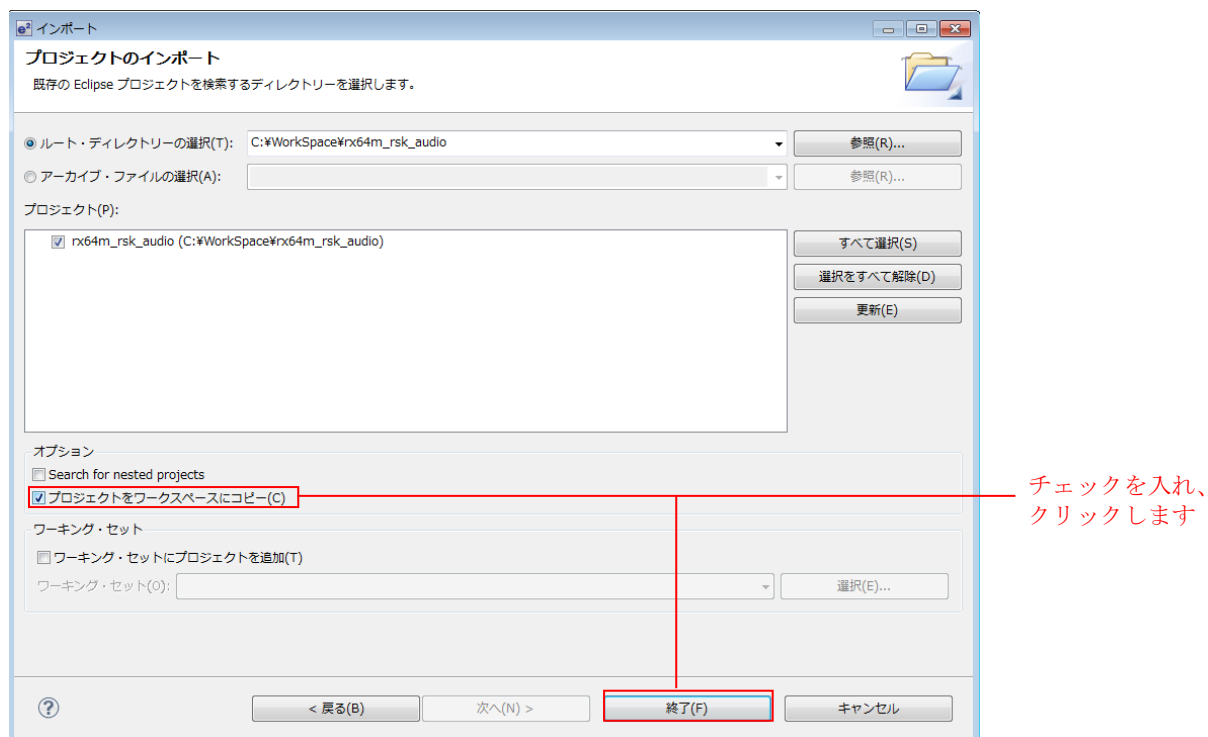 e² インポート
プロジェクトのインポート
既存の Eclipse プロジェクトを検索するディレクトリーを選択します。
ルート・ディレクトリーの選択(T): C:¥WorkSpace¥rx64m_rsk_audio 参照(R)...
アーカイブ・ファイルの選択(A): 参照(R)...
プロジェクト(P):
rx64m_rsk_audio (C:¥WorkSpace¥rx64m_rsk_audio)
すべて選択(S)
選択をすべて解除(D)
更新(E)
オプション
Search for nested projects
プロジェクトをワークスペースにコピー(C)
チェックを入れ、
クリックします
ワーキング・セット
ワーキング・セットにプロジェクトを追加(T)
ワーキング・セット(O): 選択(E)...
? < 戻る(B) 次へ(N) > 終了(F) キャンセル